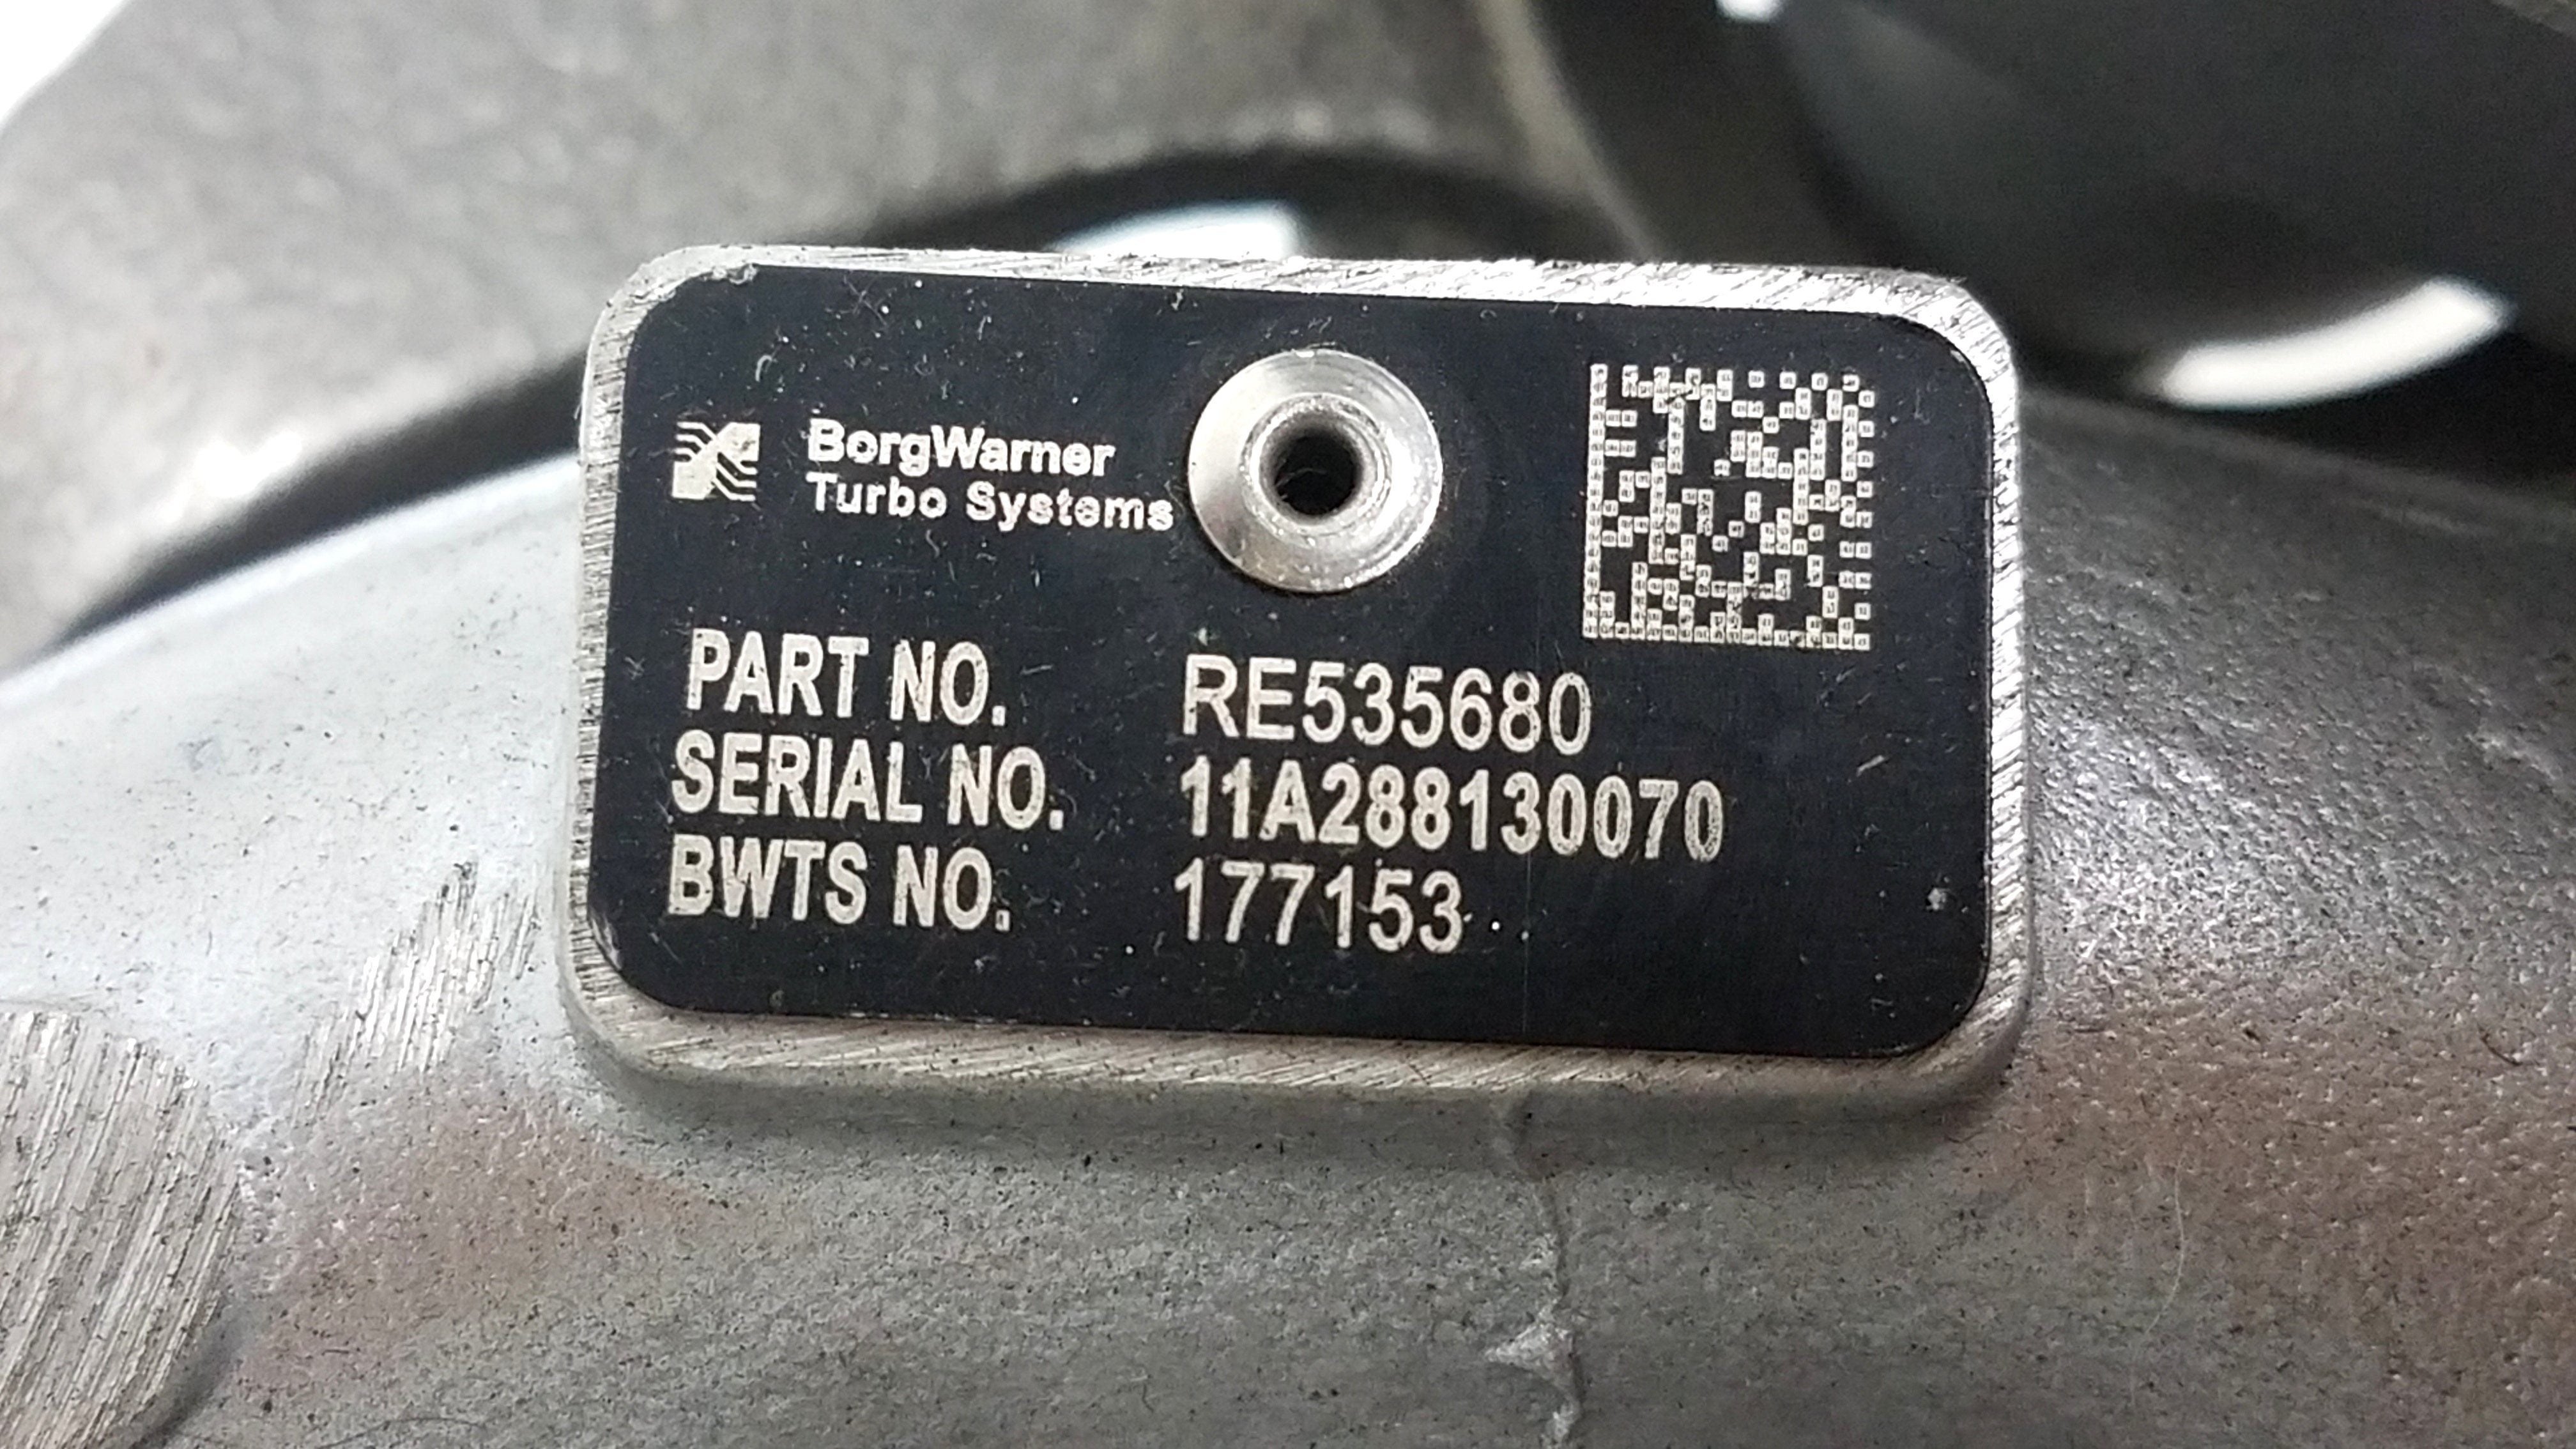 BorgWarner
Turbo Systems
PART NO. RE535680
SERIAL NO. 11A288130070
BWTS NO. 177153